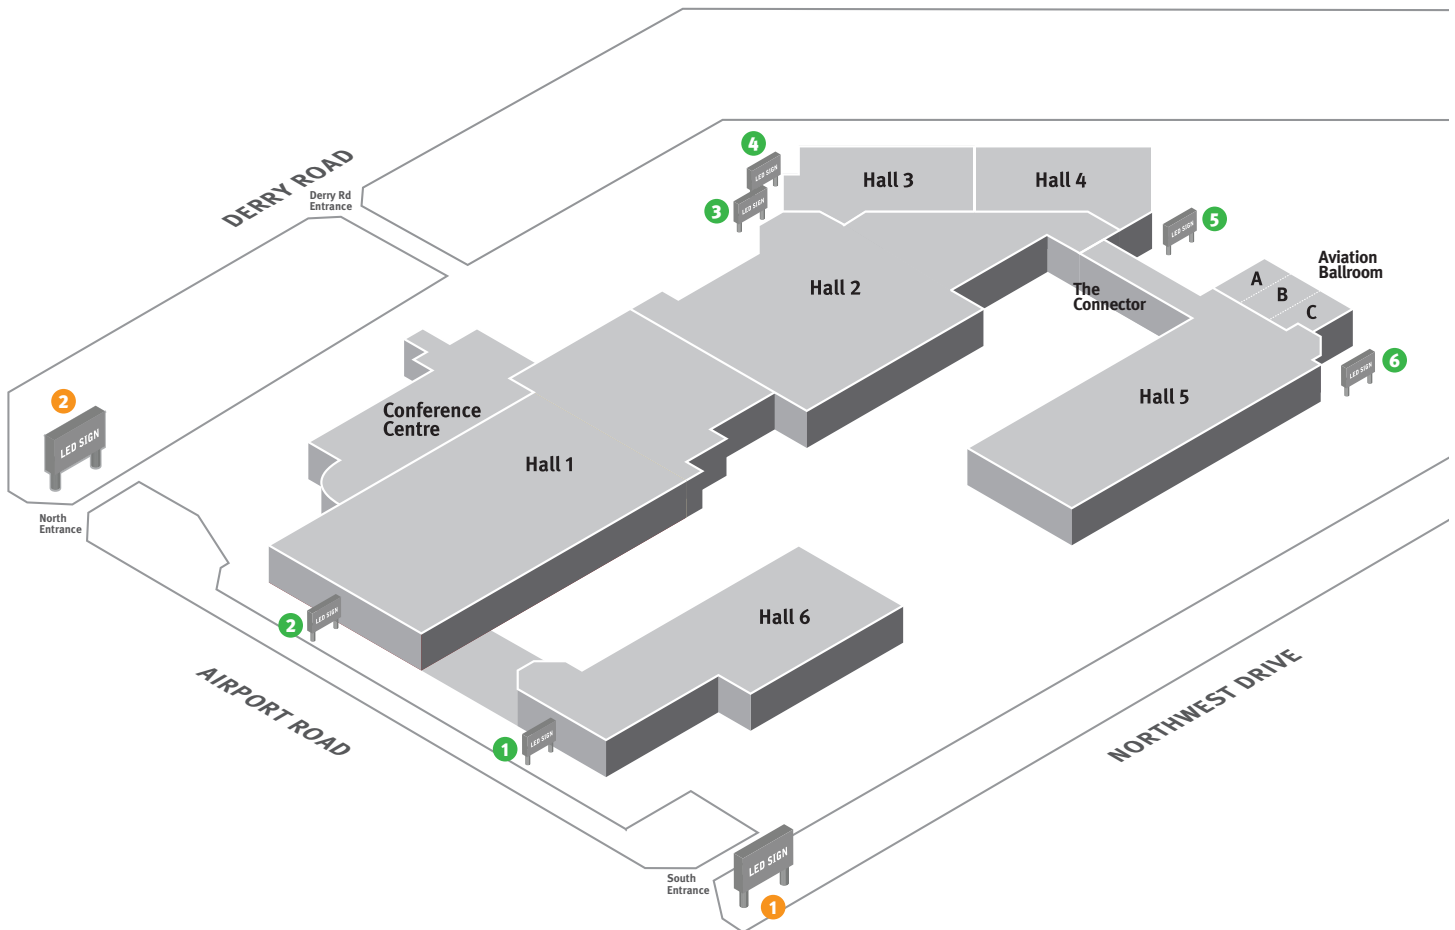 4
LED SIGN
Hall 3
Hall 4
DERRY ROAD
Derry Rd
Entrance
3
LED SIGN
5
LED SIGN
Aviation
Ballroom
A
B
C
Hall 2
The
Connector
6
LED SIGN
2
LED SIGN
Conference
Centre
Hall 5
Hall 1
North
Entrance
2
LED SIGN
Hall 6
AIRPORT ROAD
NORTHWEST DRIVE
1
LED SIGN
LED SIGN
South
Entrance
1